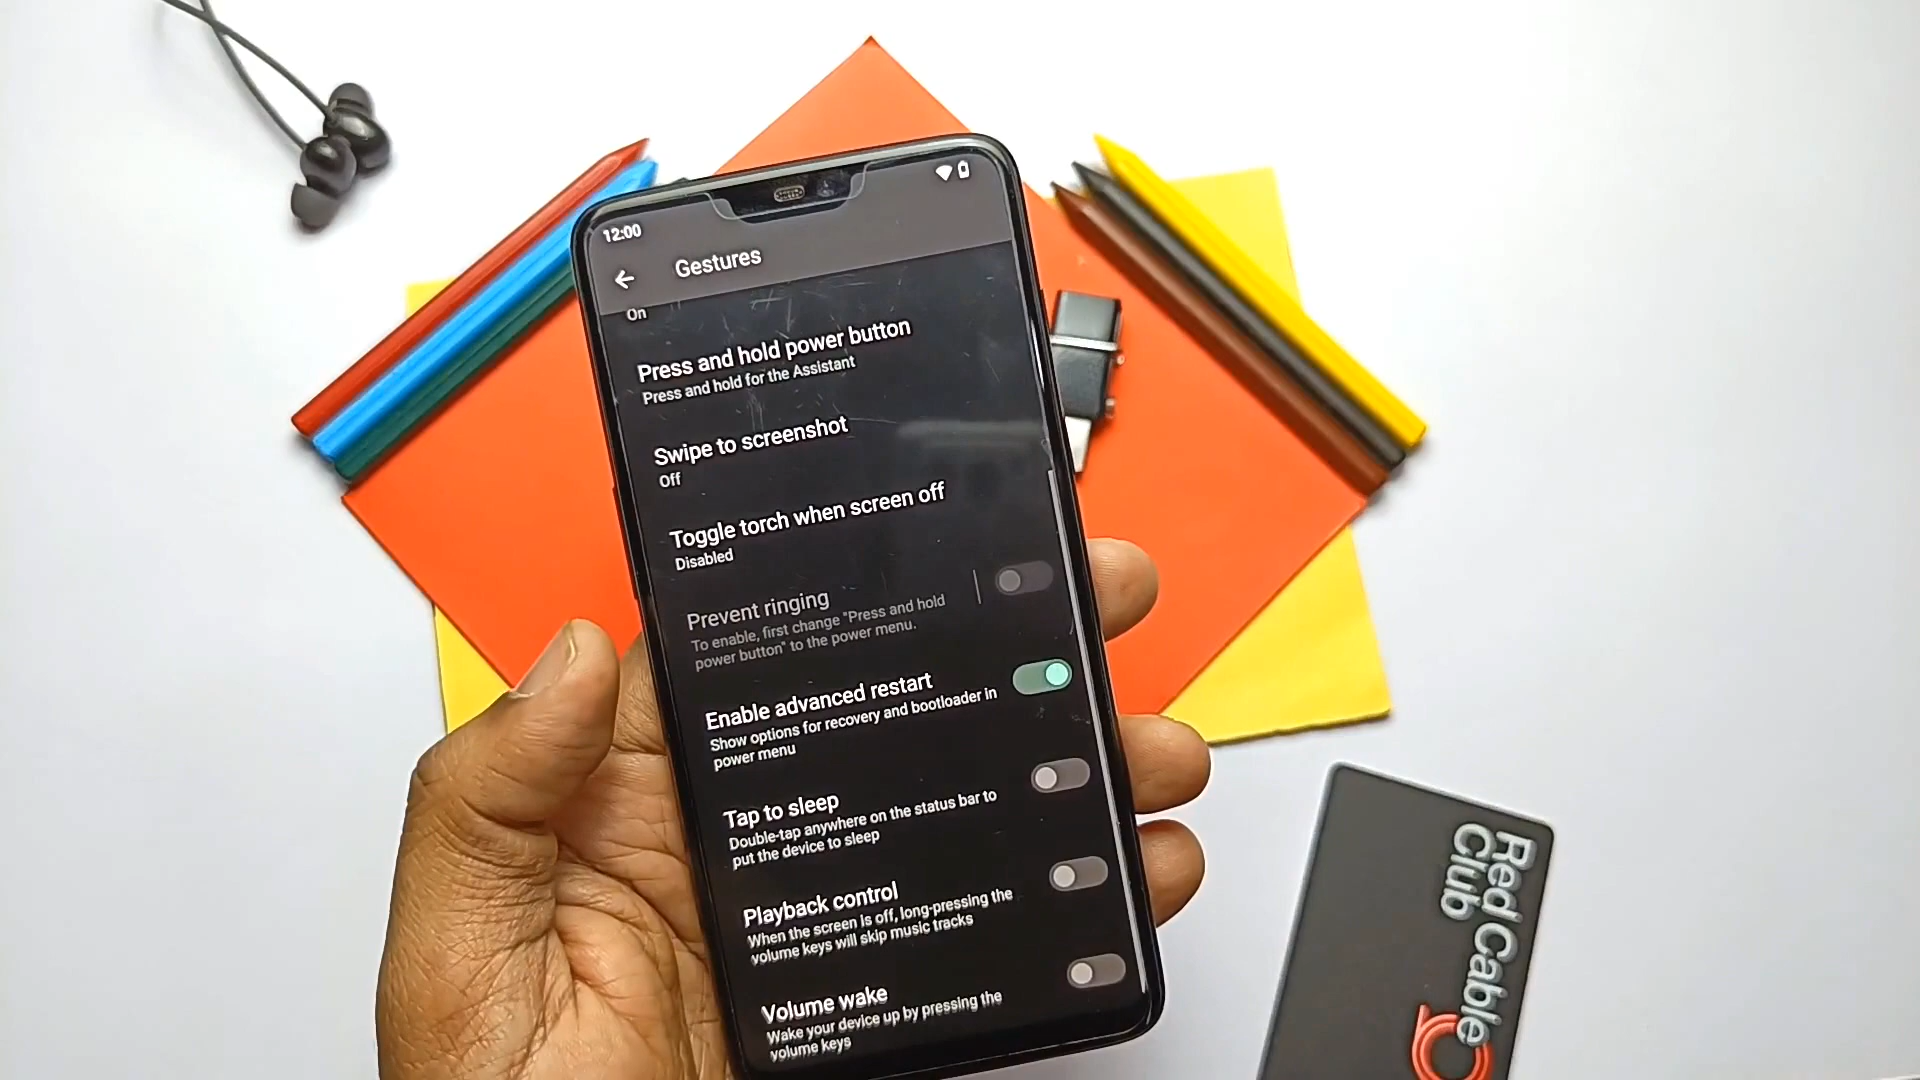 12:00
Gestures
On
Press and hold power button
Press and hold for the Assistant
Swipe to screenshot
Off
Toggle torch when screen off
Disabled
Prevent ringing
To enable, first change "Press and hold
power button" to the power menu.
Enable advanced restart
Show options for recovery and bootloader in
power menu
Tap to sleep
Double-tap anywhere on the status bar to
put the device to sleep
Playback control
When the screen is off, long-pressing the
volume keys will skip music tracks
Volume wake
Wake your device up by pressing the
volume keys
Red Cable
Club